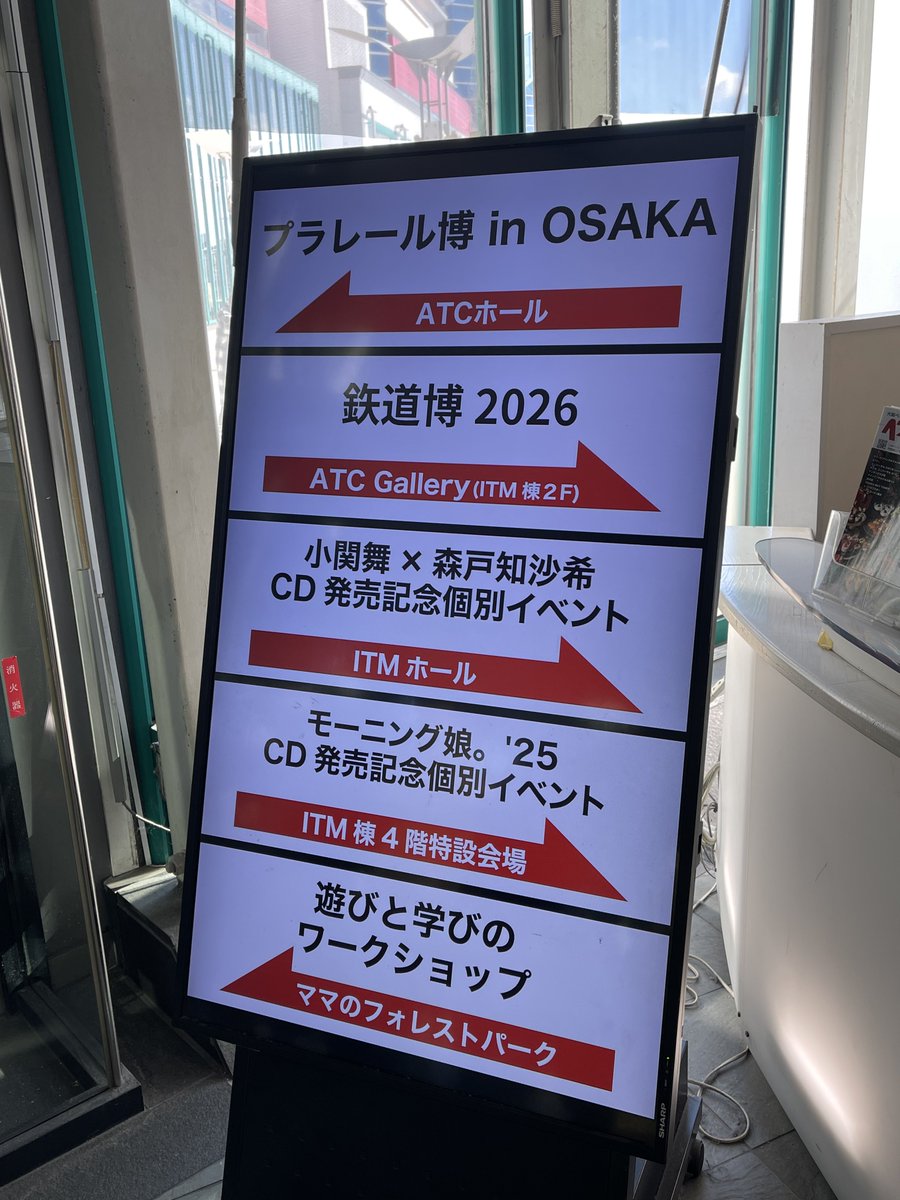 プラレール博 in OSAKA
ATCホール
鉄道博 2026
ATC Gallery(ITM 棟2F)
小関舞 × 森戸知沙希
CD 発売記念個別イベント
ITM ホール
モーニング娘。'25
CD 発売記念個別イベント
ITM 棟 4 階特設会場
遊びと学びの
ワークショップ
ママのフォレストパーク
SHARP
消火器